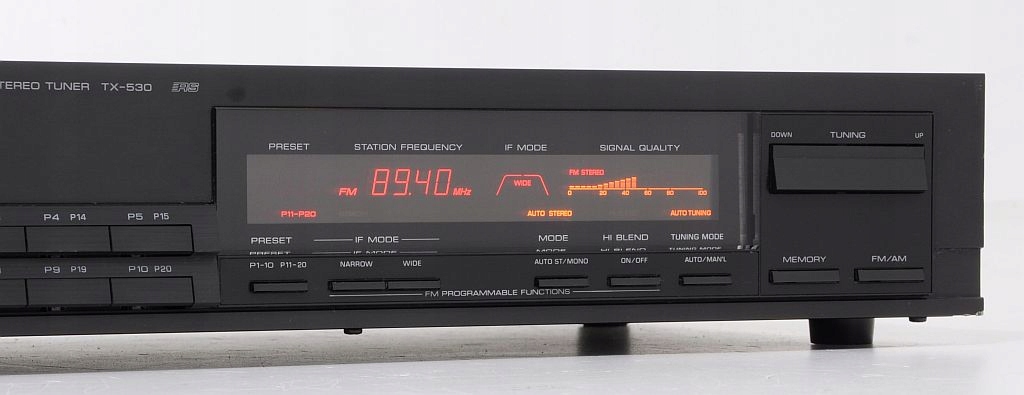 TEREO TUNER TX-530 RS
DOWN TUNING UP
PRESET STATION FREQUENCY IF MODE SIGNAL QUALITY
FM 89.40 MHz WIDE FM STEREO
0 20 40 60 80 100
P11-P20 AUTO STEREO AUTO TUNING
P4 P14 P5 P15
PRESET IF MODE MODE HI BLEND TUNING MODE
P1-10 P11-20 NARROW WIDE AUTO ST/MONO ON/OFF AUTO/MAN'L
MEMORY FM/AM
P9 P19 P10 P20
FM PROGRAMMABLE FUNCTIONS